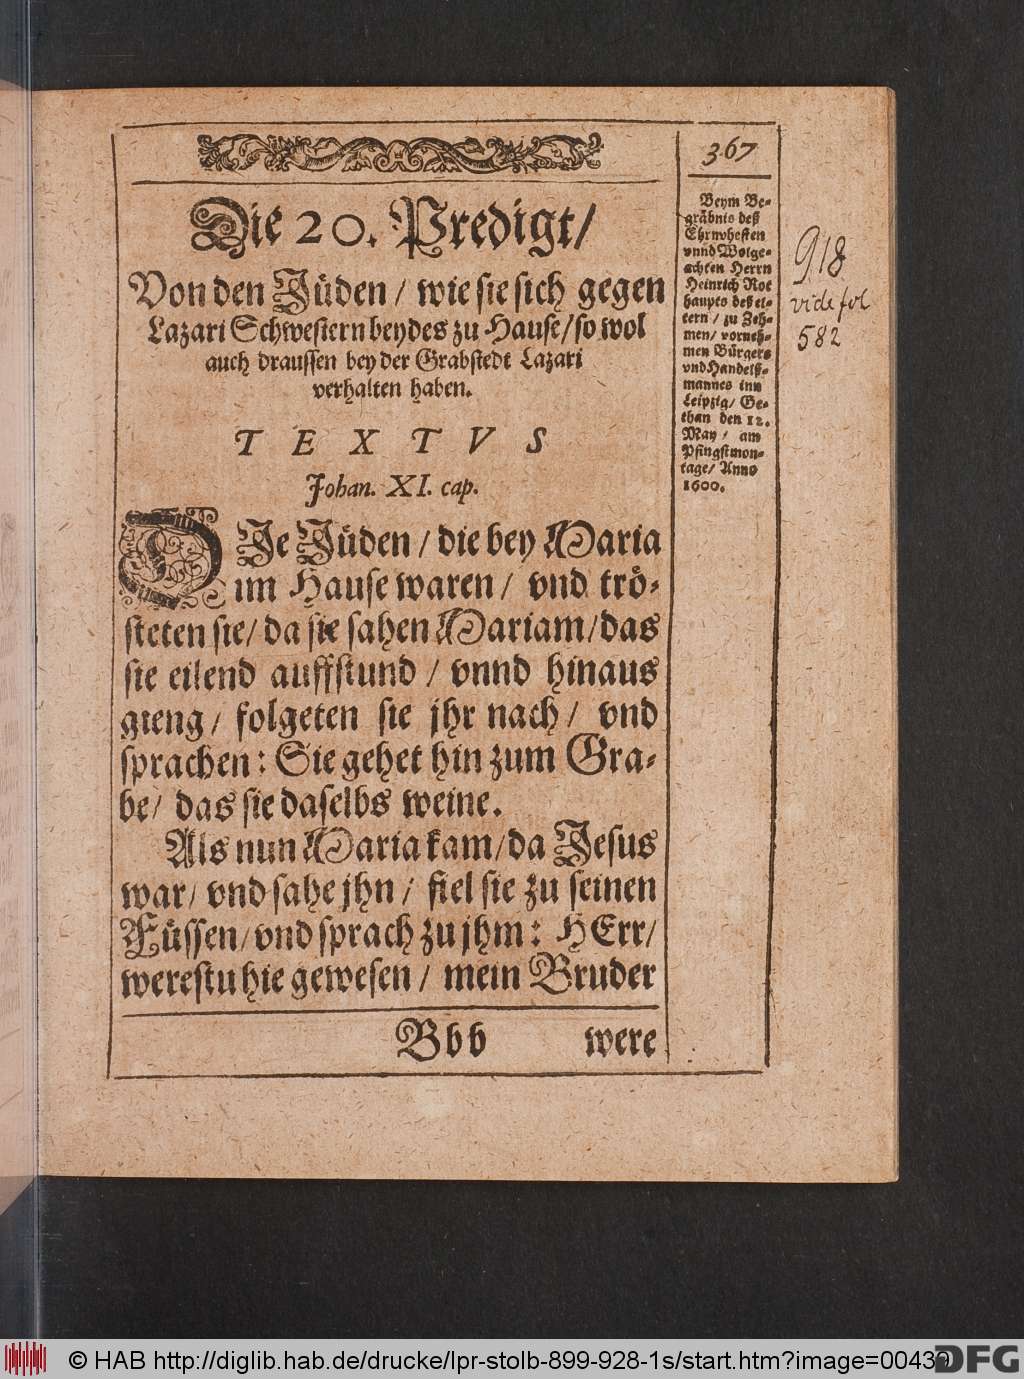 367
Die 20. Predigt/
Von den Jüden / wie sie sich gegen
Lazari Schwestern beydes zu Hause/ so wol
auch draussen bey der Grabstedt Lazari
verhalten haben.
TEXTVS
Johan. XI. cap.
DIe Jüden / die bey Maria
im Hause waren / vnd trö-
steten sie/ da sie sahen Mariam/ das
sie eilend auffstund / vnnd hinaus
gieng / folgeten sie jhr nach / vnd
sprachen: Sie gehet hin zum Gra-
be/ das sie daselbs weine.
Als nun Maria kam/ da Jesus
war/ vnd sahe jhn / fiel sie zu seinen
Füssen/ vnd sprach zu jhm: HErr/
werestu hie gewesen / mein Bruder
Bbb were
Beym Be-
gräbnis deß
Ehrnvhesten
vnnd Wolge-
achten Herrn
Heinrich Rot
haupts deß el-
tern / zu Zeh-
men/ vorneh-
men Bürgers
vnd Handelß-
mannes inn
Leipzig/ Ge-
than den 12.
May / am
Pfingstmon-
tage/ Anno
1600.
918
vide fol
582
© HAB http://diglib.hab.de/drucke/lpr-stolb-899-928-1s/start.htm?image=00439
DFG